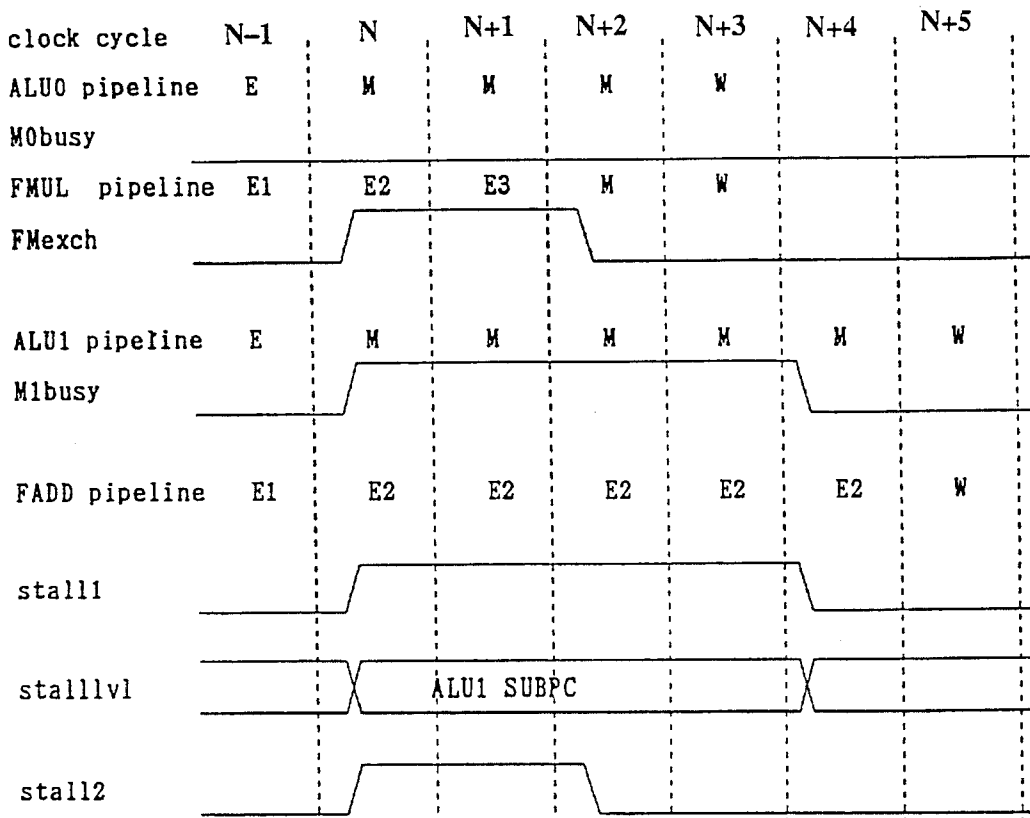 clock cycle N–1 N N+1 N+2 N+3 N+4 N+5
ALU0 pipeline E M M M W
M0busy
FMUL pipeline E1 E2 E3 M W
FMexch
ALU1 pipeline E M M M M M W
M1busy
FADD pipeline E1 E2 E2 E2 E2 E2 W
stall1
stalllvl ALU1 SUBPC
stall2